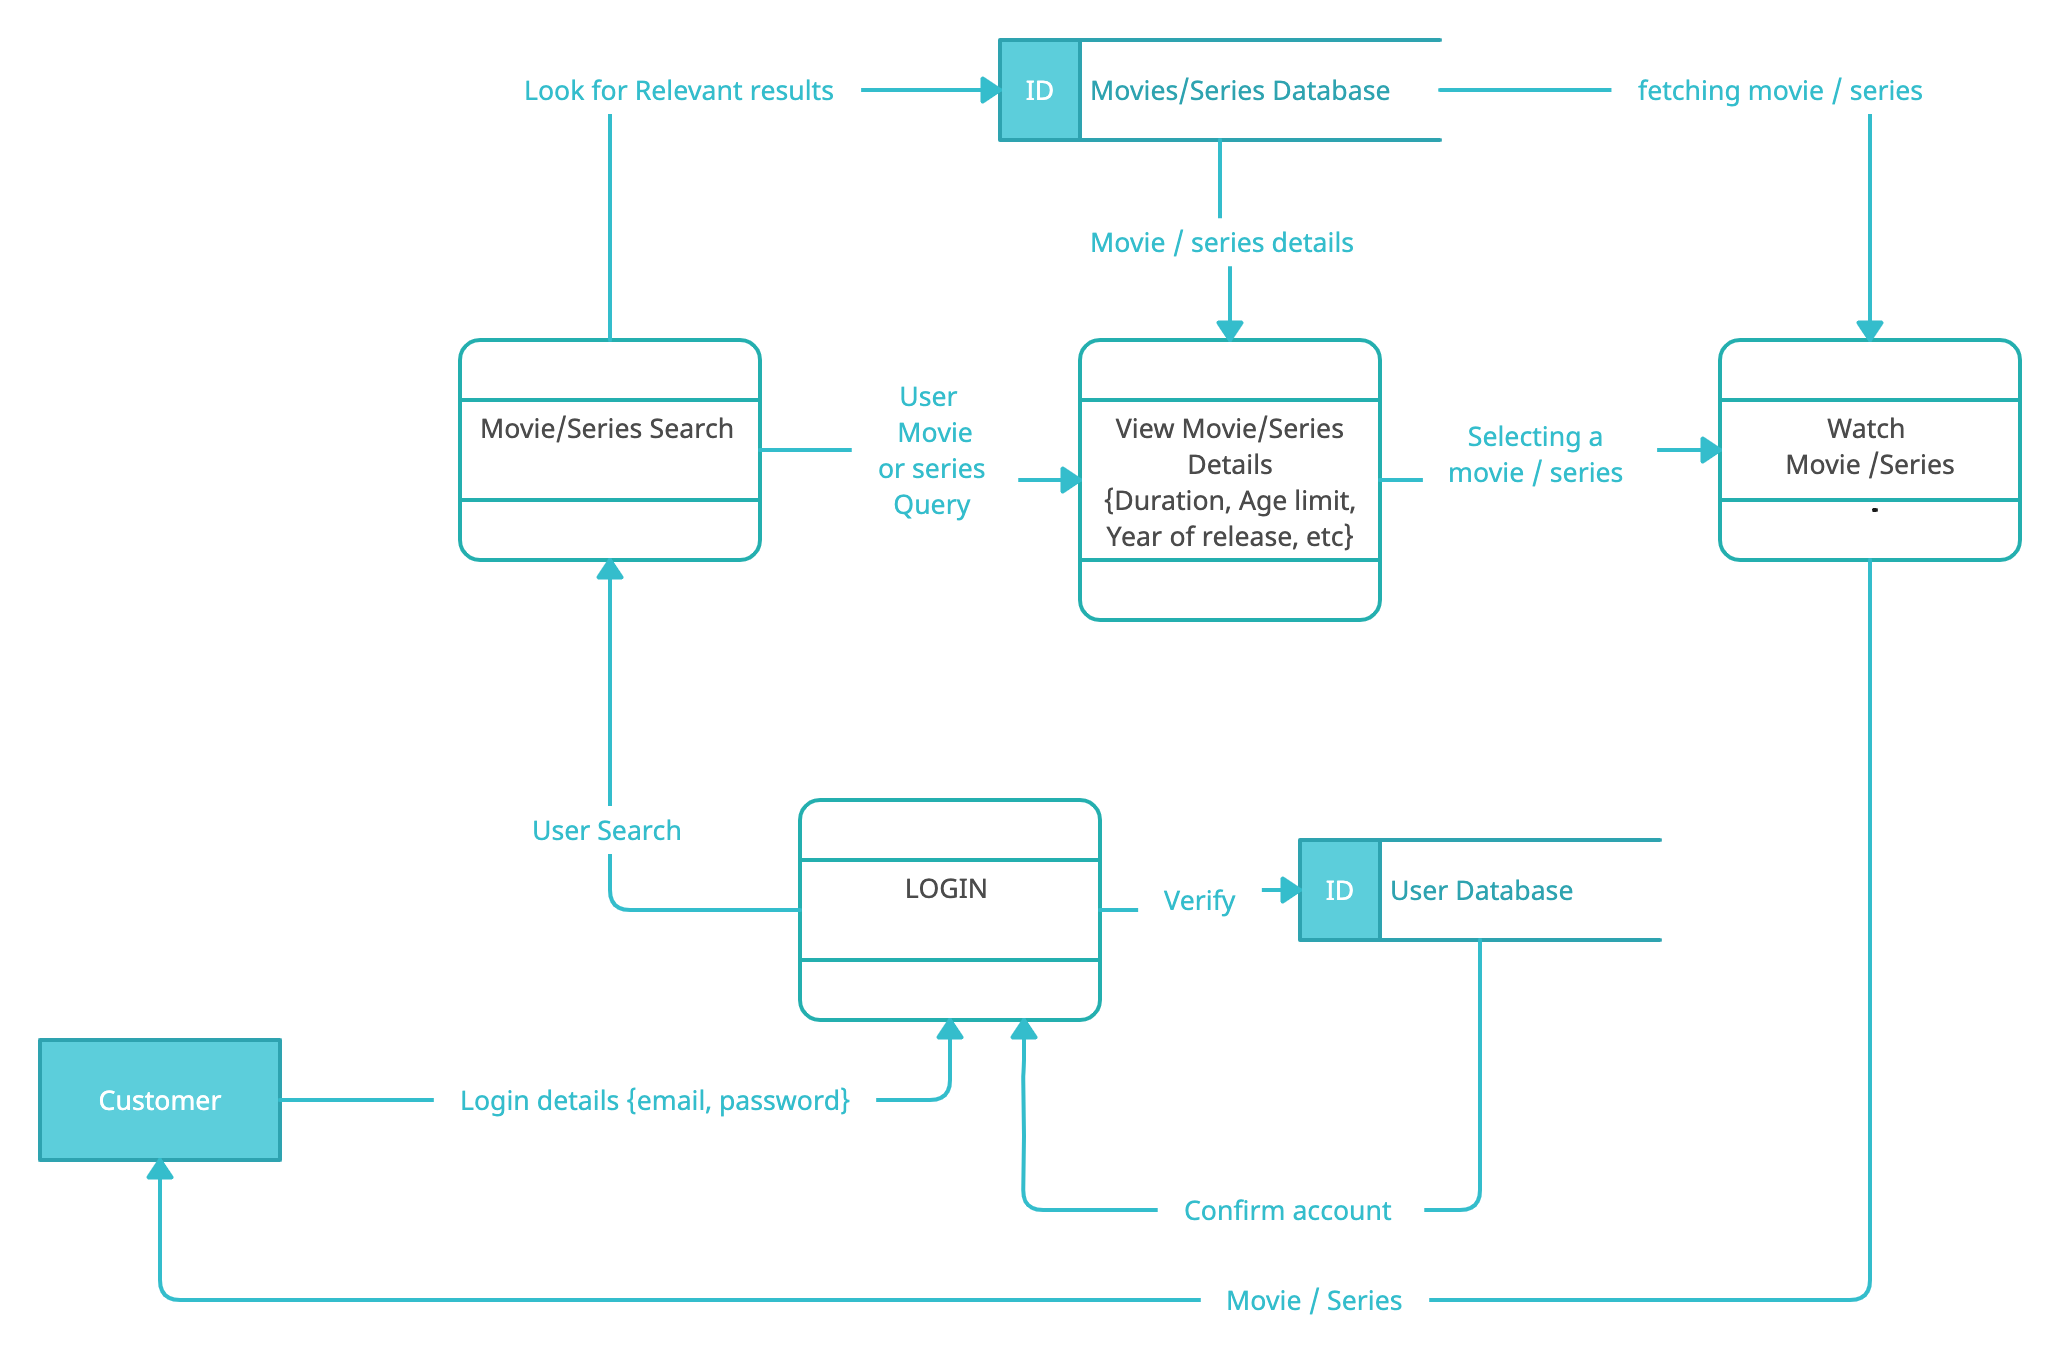 Look for Relevant results
ID
Movies/Series Database
fetching movie / series
Movie / series details
Movie/Series Search
User
Movie
or series
Query
View Movie/Series
Details
{Duration, Age limit,
Year of release, etc}
Selecting a
movie / series
Watch
Movie /Series
-
User Search
LOGIN
Verify
ID
User Database
Customer
Login details {email, password}
Confirm account
Movie / Series